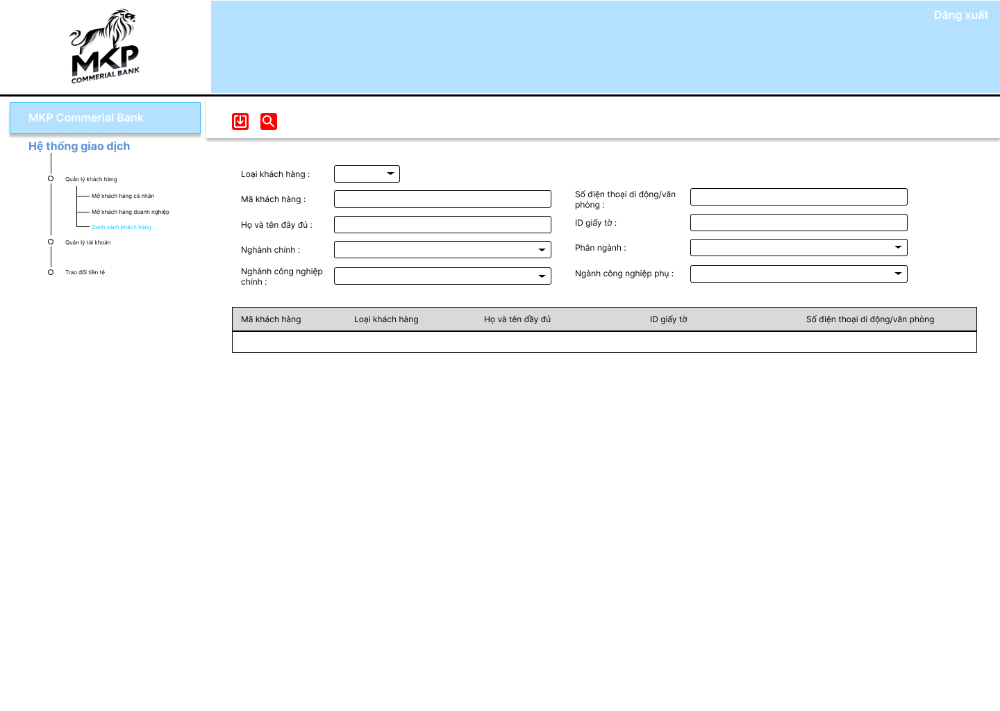 MKP
COMMERIAL BANK
Đăng xuất
MKP Commerial Bank
Hệ thống giao dịch
Quản lý khách hàng
Mở khách hàng cá nhân
Mở khách hàng doanh nghiệp
Danh sách khách hàng
Quản lý tài khoản
Trao đổi tiền tệ
Loại khách hàng :
Mã khách hàng :
Số điện thoại di động/văn
phòng :
Họ và tên đây đủ :
ID giấy tờ :
Nghành chính :
Phân ngành :
Nghành công nghiệp
chính :
Ngành công nghiệp phụ :
Mã khách hàng Loại khách hàng Họ và tên đầy đủ ID giấy tờ Số điện thoại di động/văn phòng